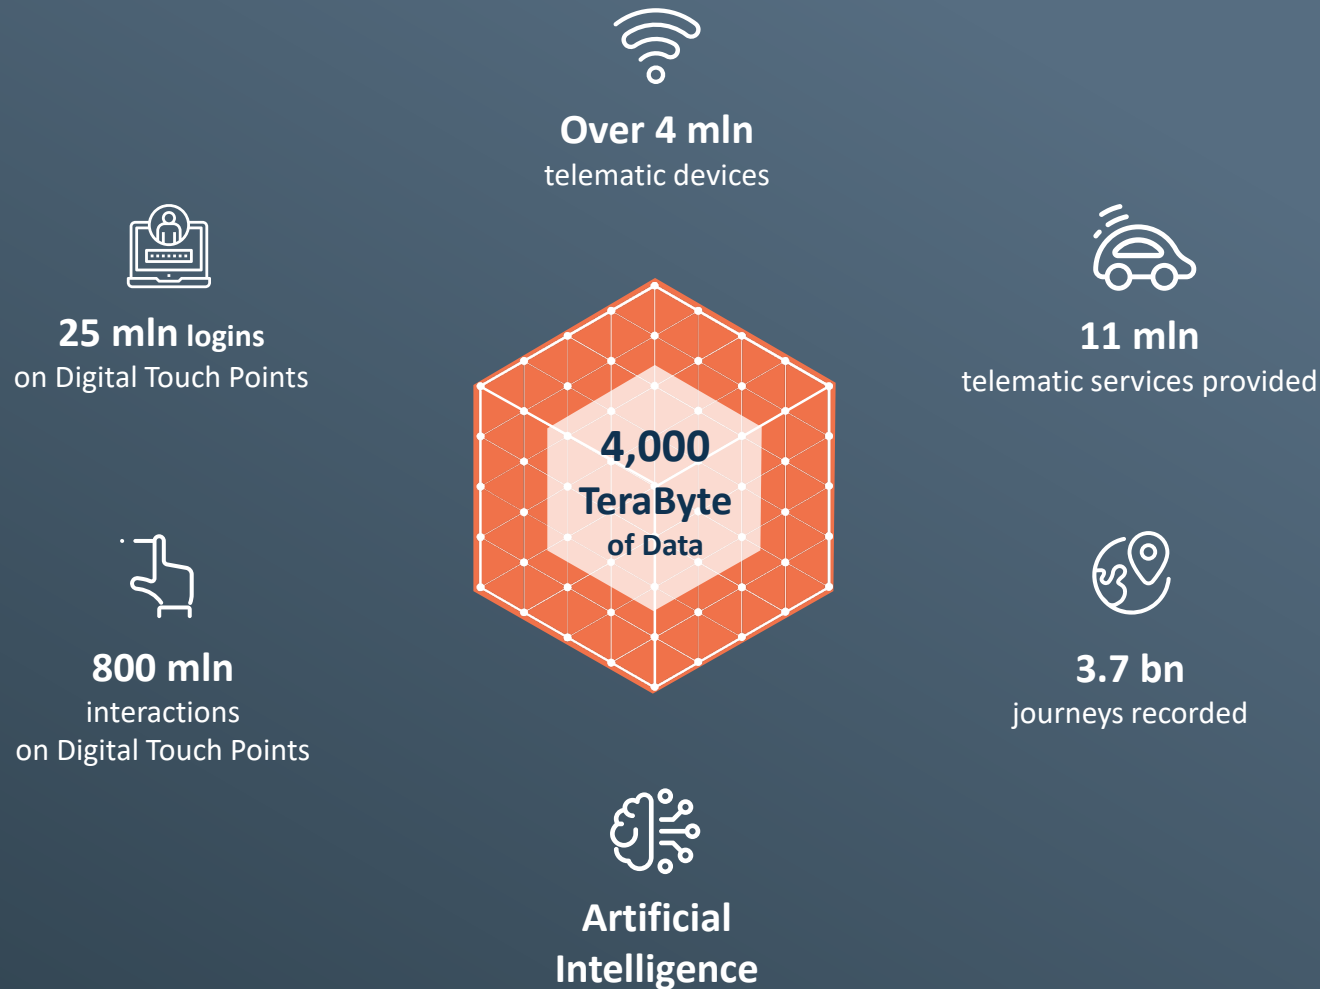 Over 4 mln
telematic devices
25 mln logins
on Digital Touch Points
11 mln
telematic services provided
4,000
TeraByte
of Data
800 mln
interactions
on Digital Touch Points
3.7 bn
journeys recorded
Artificial
Intelligence